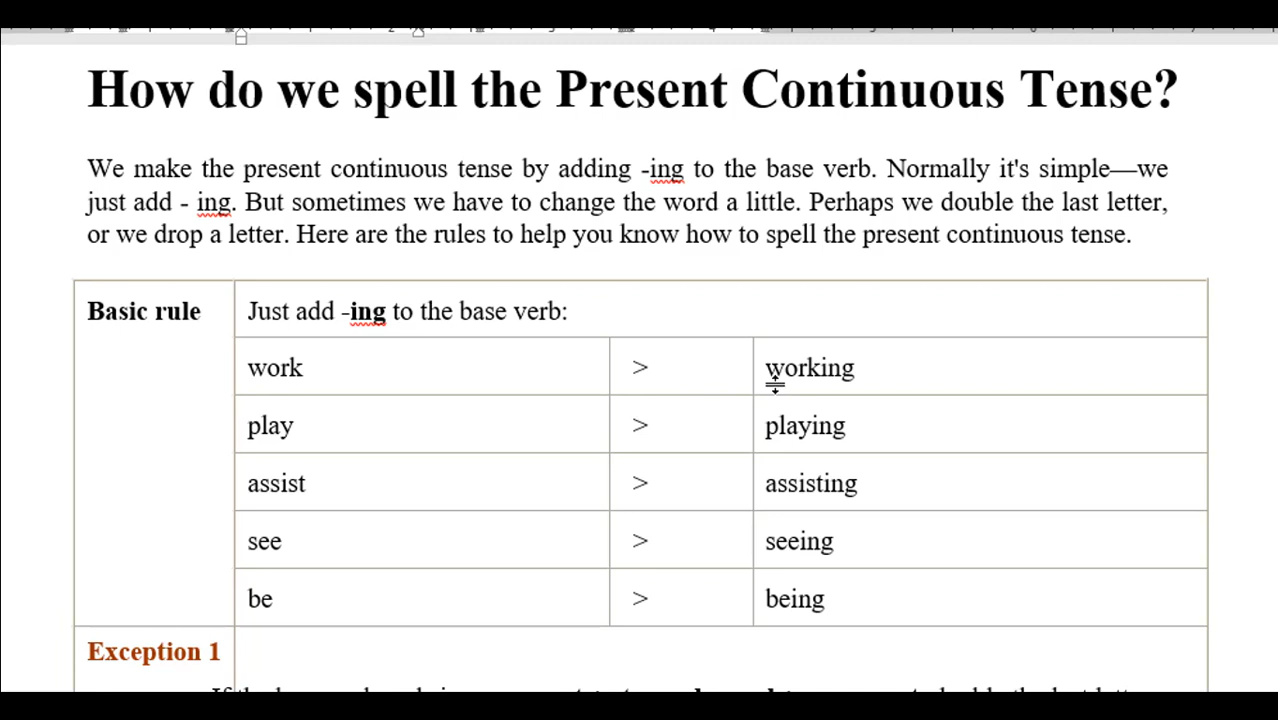 How do we spell the Present Continuous Tense?
We make the present continuous tense by adding -ing to the base verb. Normally it's simple—we
just add - ing. But sometimes we have to change the word a little. Perhaps we double the last letter,
or we drop a letter. Here are the rules to help you know how to spell the present continuous tense.
Basic rule Just add -ing to the base verb:
work > working
play > playing
assist > assisting
see > seeing
be > being
Exception 1